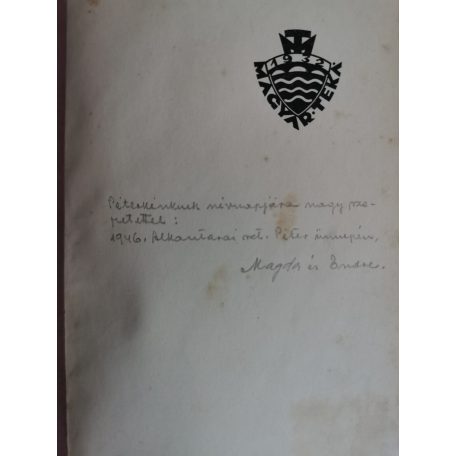 1932
MAGYAR TÉKA
Péterkénknek névnapjára nagy sze-
retettel:
1946. Alkantarai szt. Péter ünnepén,
Magda és Endre.